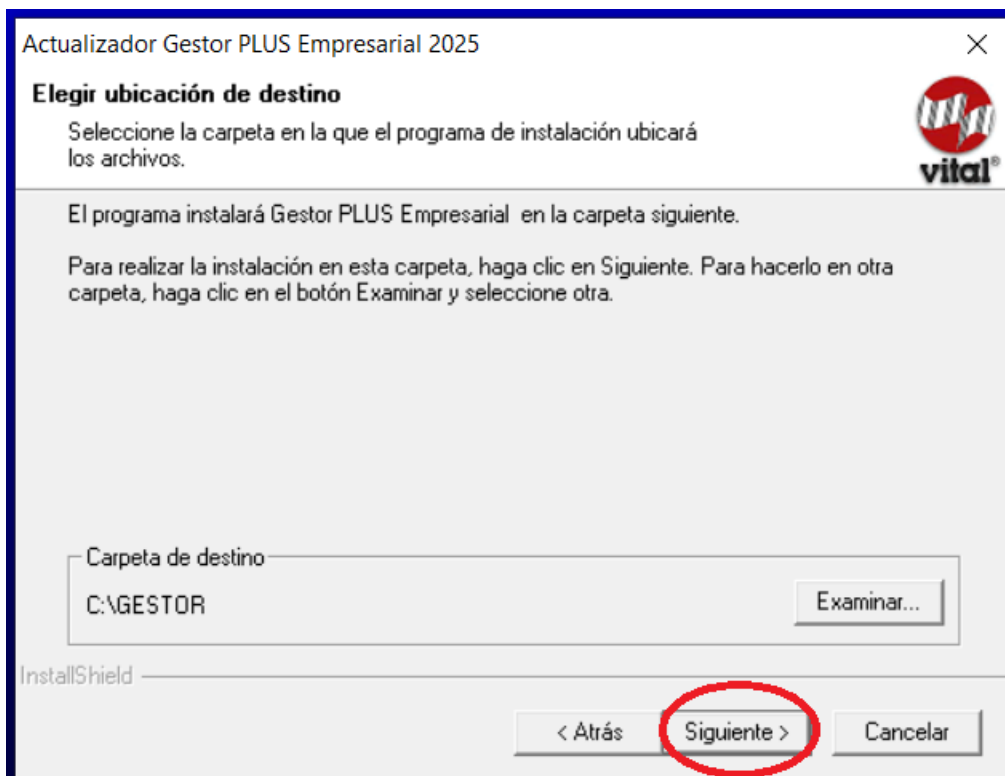 Actualizador Gestor PLUS Empresarial 2025
Elegir ubicación de destino
Seleccione la carpeta en la que el programa de instalación ubicará
los archivos.
vital®
El programa instalará Gestor PLUS Empresarial en la carpeta siguiente.
Para realizar la instalación en esta carpeta, haga clic en Siguiente. Para hacerlo en otra
carpeta, haga clic en el botón Examinar y seleccione otra.
Carpeta de destino
C:\GESTOR
Examinar...
InstallShield
< Atrás
Siguiente >
Cancelar